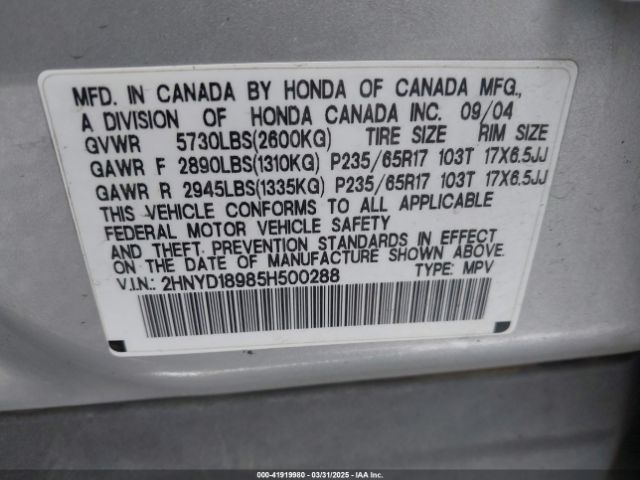 MFD. IN CANADA BY HONDA OF CANADA MFG.,
A DIVISION OF HONDA CANADA INC. 09/04
GVWR 5730LBS(2600KG) TIRE SIZE RIM SIZE
GAWR F 2890LBS(1310KG) P235/65R17 103T 17X6.5JJ
GAWR R 2945LBS(1335KG) P235/65R17 103T 17X6.5JJ
THIS VEHICLE CONFORMS TO ALL APPLICABLE
FEDERAL MOTOR VEHICLE SAFETY
AND THEFT PREVENTION STANDARDS IN EFFECT
ON THE DATE OF MANUFACTURE SHOWN ABOVE.
V.I.N.: 2HNYD18985H500288 TYPE: MPV
000-41919980 - 03/31/2025 - IAAI.COM